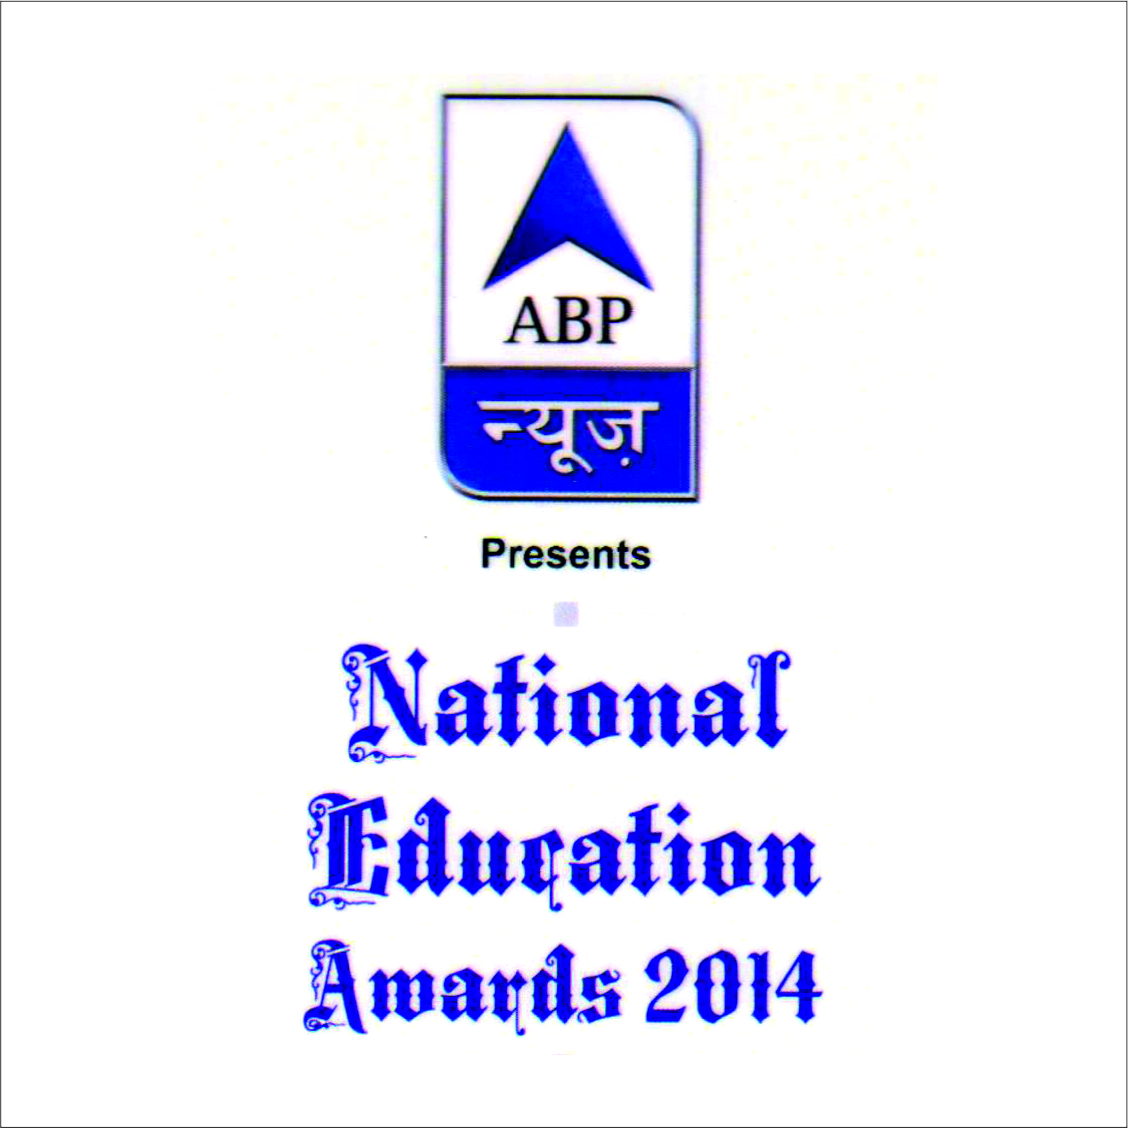 ABP
न्यूज़
Presents
National
Education
Awards 2014